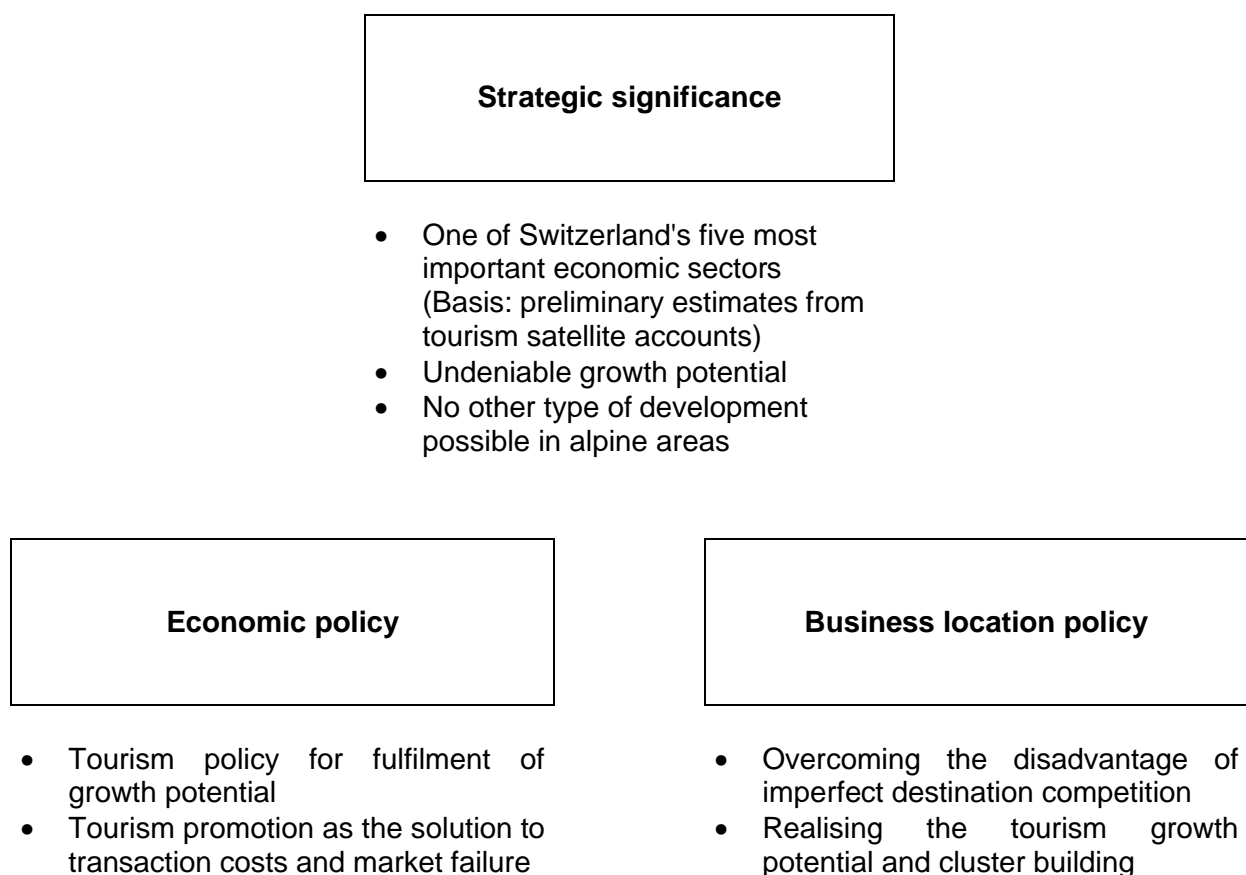 Strategic significance
• One of Switzerland's five most
important economic sectors
(Basis: preliminary estimates from
tourism satellite accounts)
• Undeniable growth potential
• No other type of development
possible in alpine areas
Economic policy
• Tourism policy for fulfilment of
growth potential
• Tourism promotion as the solution to
transaction costs and market failure
Business location policy
• Overcoming the disadvantage of
imperfect destination competition
• Realising the tourism growth
potential and cluster building